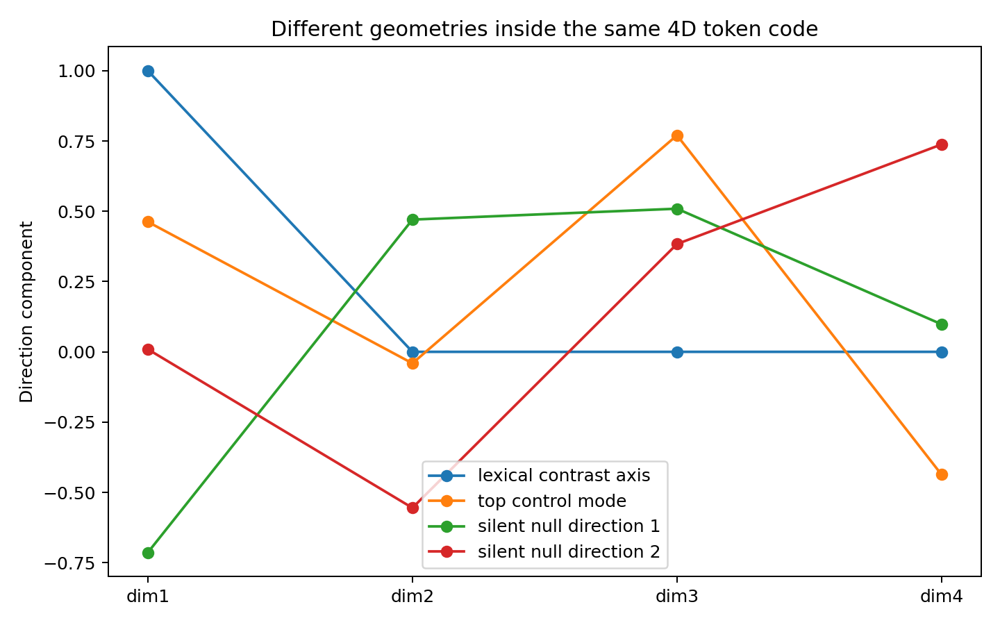 Different geometries inside the same 4D token code
Direction component
1.00
0.75
0.50
0.25
0.00
−0.25
−0.50
−0.75
lexical contrast axis
top control mode
silent null direction 1
silent null direction 2
dim1
dim2
dim3
dim4